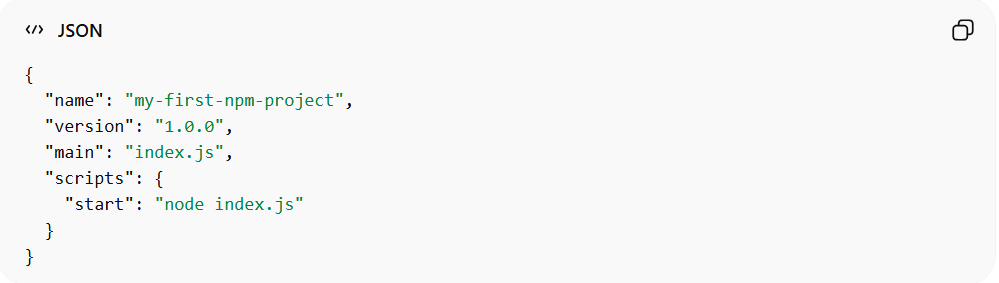 JSON
{
  "name": "my-first-npm-project",
  "version": "1.0.0",
  "main": "index.js",
  "scripts": {
    "start": "node index.js"
  }
}